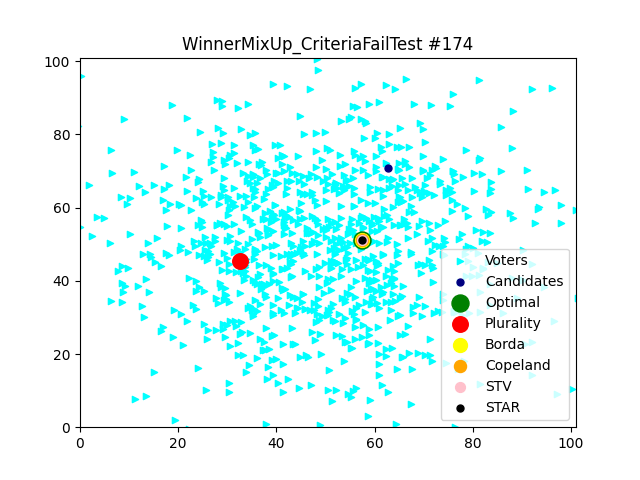 WinnerMixUp_CriteriaFailTest #174
100
80
60
40
20
0
0
20
40
60
80
100
Voters
Candidates
Optimal
Plurality
Borda
Copeland
STV
STAR